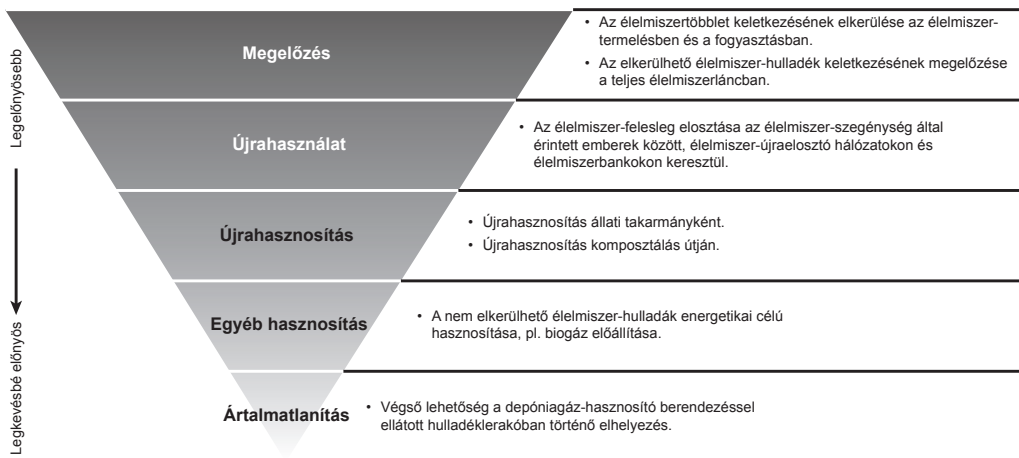 Legelőnyösebb
Legkevésbé előnyös
Megelőzés
• Az élelmiszertöbblet keletkezésének elkerülése az élelmiszer-
termelésben és a fogyasztásban.
• Az elkerülhető élelmiszer-hulladék keletkezésének megelőzése
a teljes élelmiszerláncban.
Újrahasználat
• Az élelmiszer-felesleg elosztása az élelmiszer-szegénység által
érintett emberek között, élelmiszer-újraelosztó hálózatokon és
élelmiszerbankokon keresztül.
Újrahasznosítás
• Újrahasznosítás állati takarmányként.
• Újrahasznosítás komposztálás útján.
Egyéb hasznosítás
• A nem elkerülhető élelmiszer-hulladák energetikai célú
hasznosítása, pl. biogáz előállítása.
Ártalmatlanítás
• Végső lehetőség a depóniagáz-hasznosító berendezéssel
ellátott hulladéklerakóban történő elhelyezés.